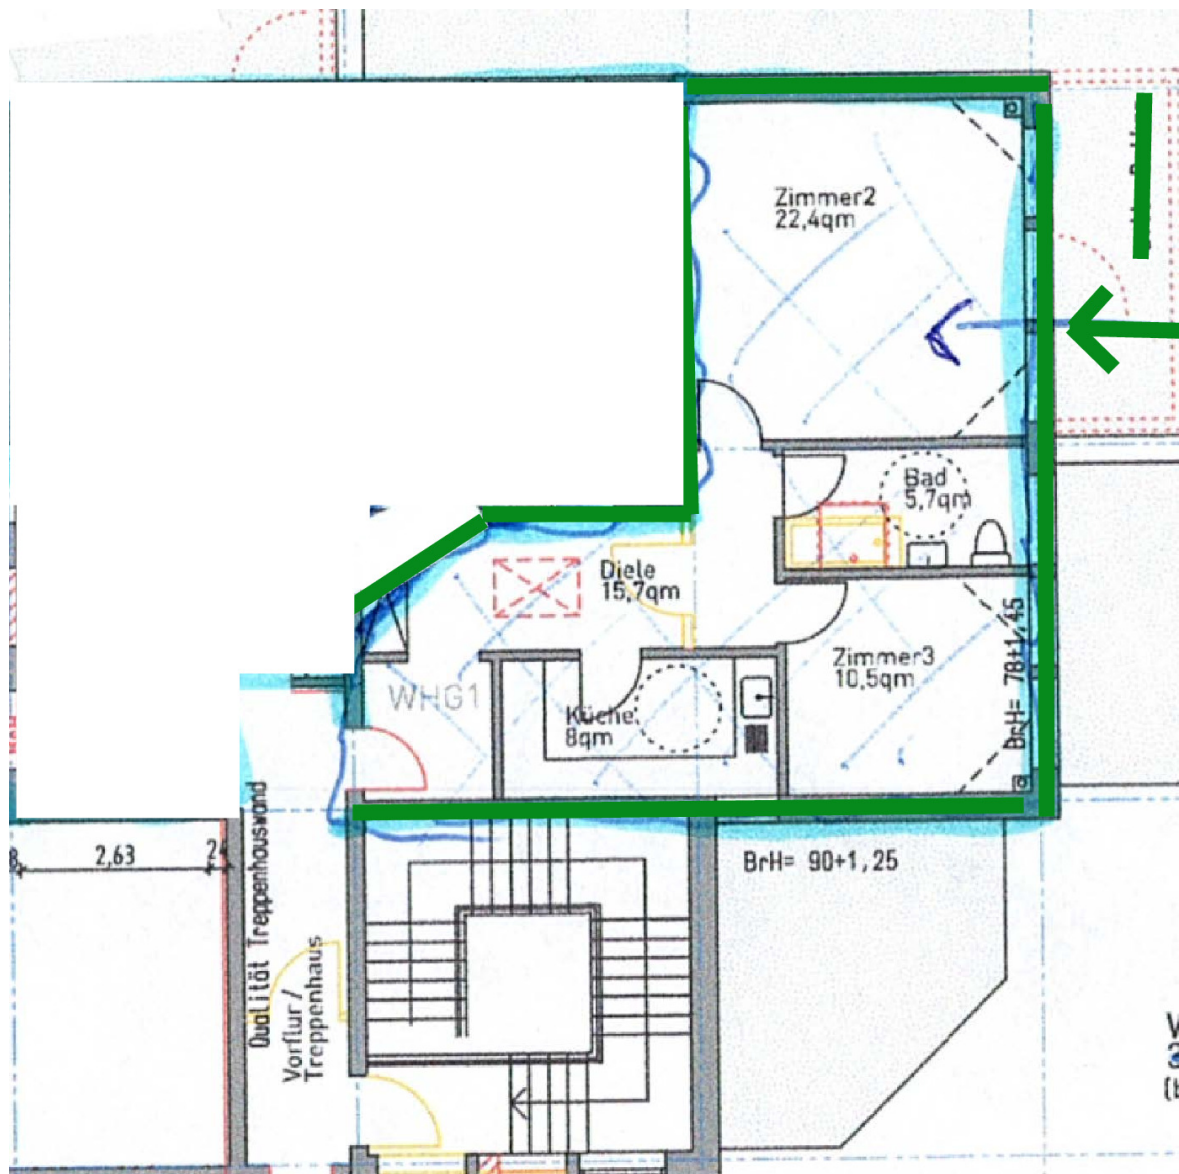 Zimmer2
22,4qm
Bad
5,7qm
Diele
15,7qm
Zimmer3
10,5qm
BrH= 78+1,45
WHG1
Küche
8qm
2,63
24
BrH= 90+1,25
Qualität Treppenhauswand
Vorflur/
Treppenhaus